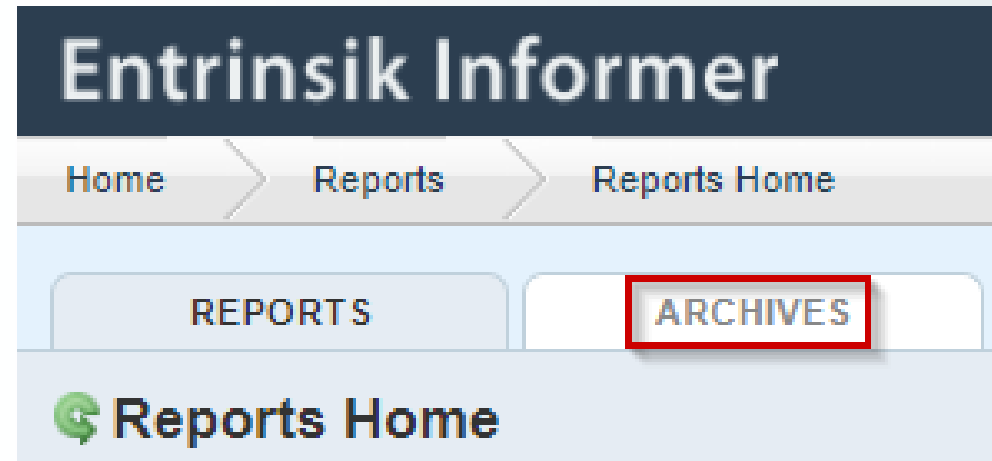 Entrinsik Informer
Home Reports Reports Home
REPORTS ARCHIVES
Reports Home